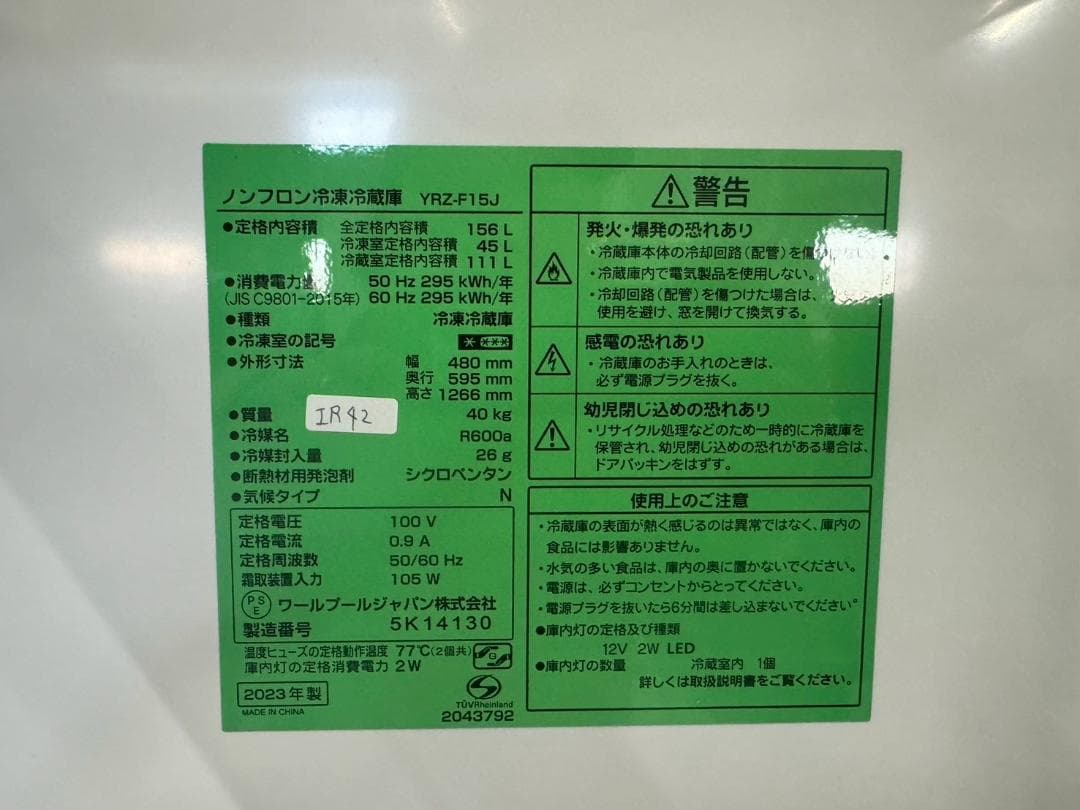 ノンフロン冷凍冷蔵庫 YRZ-F15J
●定格内容積 全定格内容積 156 L
冷凍室定格内容積 45 L
冷蔵室定格内容積 111 L
●消費電力 50 Hz 295 kWh/年
(JIS C9801-2015年) 60 Hz 295 kWh/年
●種類 冷凍冷蔵庫
●冷凍室の記号
●外形寸法 幅 480 mm
奥行 595 mm
高さ 1266 mm
●質量 40 kg
IR42
●冷媒名 R600a
●冷媒封入量 26 g
●断熱材用発泡剤 シクロペンタン
●気候タイプ N
定格電圧 100 V
定格電流 0.9 A
定格周波数 50/60 Hz
霜取装置入力 105 W
PSE ワールプールジャパン株式会社
製造番号 5K14130
温度ヒューズの定格動作温度 77℃(2個共)
庫内灯の定格消費電力 2W
G
2023年製
MADE IN CHINA
TÜVRheinland
2043792
警告
発火・爆発の恐れあり
・冷蔵庫本体の冷却回路(配管)を傷
・冷蔵庫内で電気製品を使用しない。
・冷却回路(配管)を傷つけた場合は、
使用を避け、窓を開けて換気する。
感電の恐れあり
・冷蔵庫のお手入れのときは、
必ず電源プラグを抜く。
幼児閉じ込めの恐れあり
・リサイクル処理などのため一時的に冷蔵庫を
保管され、幼児閉じ込めの恐れがある場合は、
ドアパッキンをはずす。
使用上のご注意
・冷蔵庫の表面が熱く感じるのは異常ではなく、庫内の
食品には影響ありません。
・水気の多い食品は、庫内の奥に置かないでください。
・電源は、必ずコンセントからとってください。
・電源プラグを抜いたら6分間は差し込まないでください。
●庫内灯の定格及び種類
12V 2W LED
●庫内灯の数量 冷蔵室内 1個
詳しくは取扱説明書をご覧ください。